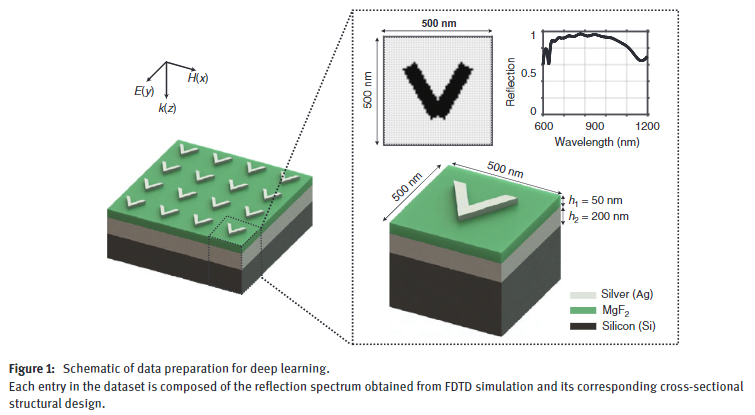 500 nm
500 nm
Reflection
1
0.5
0
600
900
1200
Wavelength (nm)
E(y)
H(x)
k(z)
500 nm
500 nm
h₁ = 50 nm
h₂ = 200 nm
Silver (Ag)
MgF₂
Silicon (Si)
Figure 1: Schematic of data preparation for deep learning.
Each entry in the dataset is composed of the reflection spectrum obtained from FDTD simulation and its corresponding cross-sectional
structural design.